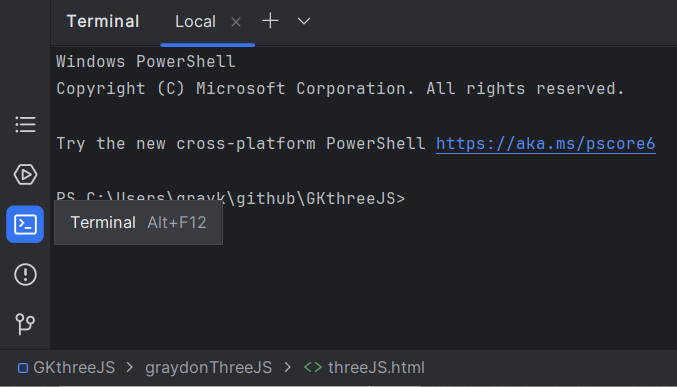 Terminal Local
Windows PowerShell
Copyright (C) Microsoft Corporation. All rights reserved.
Try the new cross-platform PowerShell https://aka.ms/pscore6
PS C:\Users\grayk\github\GKthreeJS>
Terminal Alt+F12
GKthreeJS > graydonThreeJS > <> threeJS.html